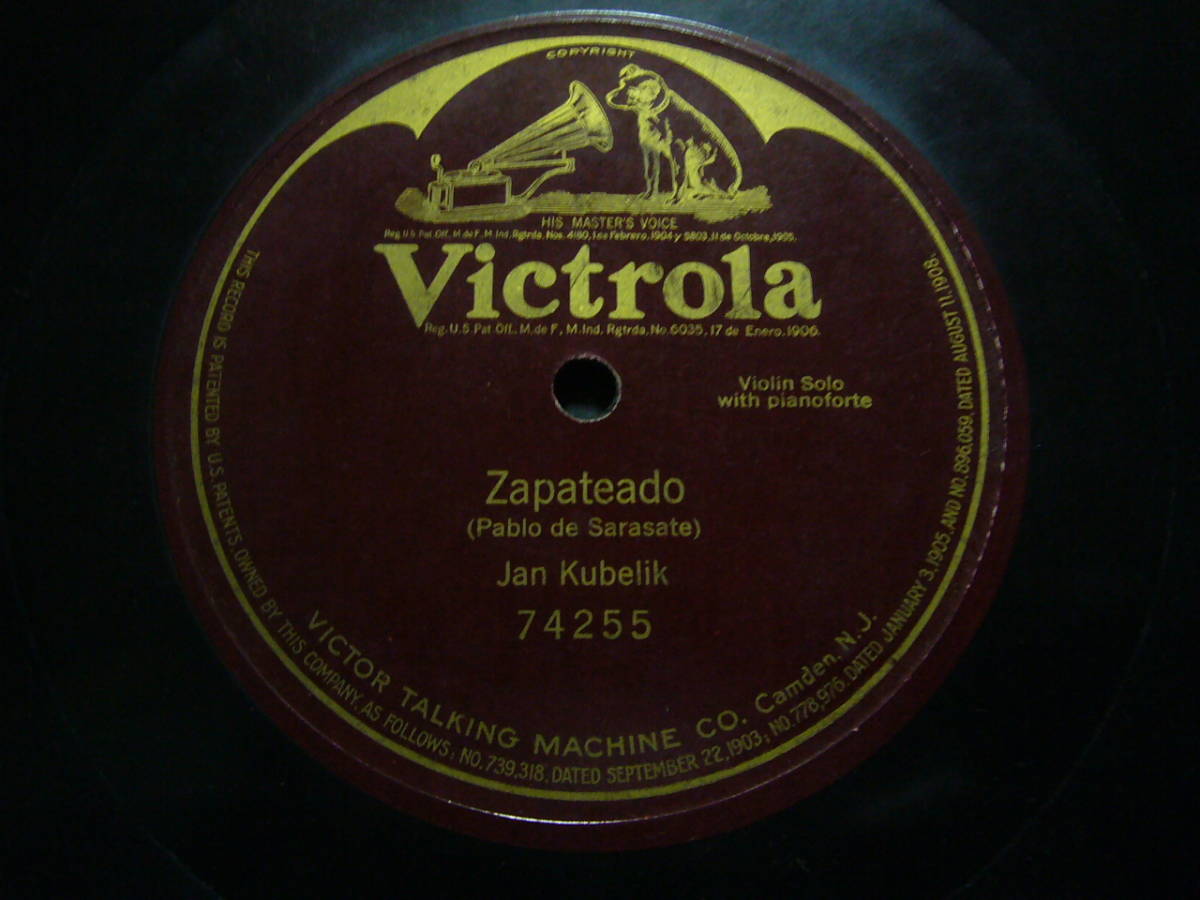 COPYRIGHT
HIS MASTER'S VOICE
Reg. U.S. Pat. Off., M. de F., M. Ind. Rgtrda. Nos. 4180, 1 os Febrero, 1904 y 5803, 11 de Octobre, 1905.
Victrola
Reg. U.S. Pat. Off. M. de F., M. Ind. Rgtrda. No. 6035, 17 de Enero, 1906.
Violin Solo
with pianoforte
Zapateado
(Pablo de Sarasate)
Jan Kubelik
74255
VICTOR TALKING MACHINE CO. Camden, N. J.
THIS RECORD IS PATENTED BY U.S. PATENTS, OWNED BY THIS COMPANY, AS FOLLOWS: NO. 739,318, DATED SEPTEMBER 22, 1903; NO. 778,976, DATED JANUARY 3, 1905, AND NO. 896,059, DATED AUGUST 11, 1908.